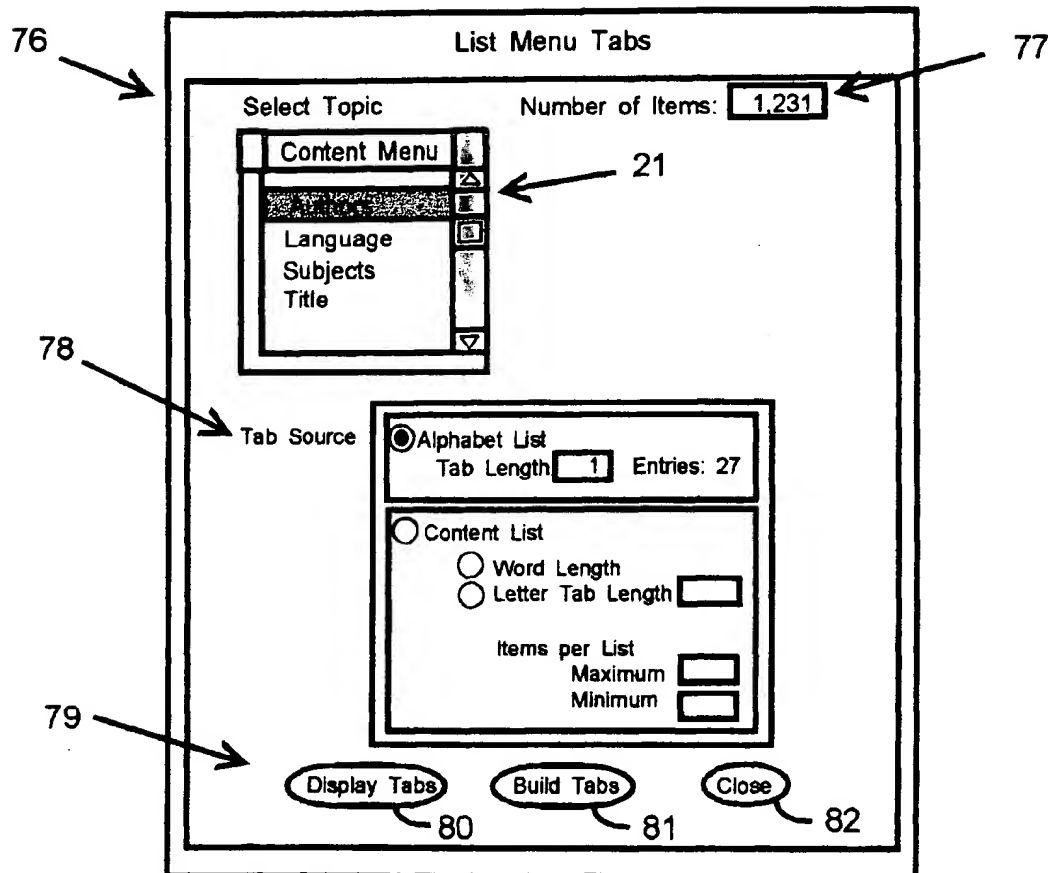 List Menu Tabs
76
77
Select Topic
Number of Items: 1,231
Content Menu
21
Language
Subjects
Title
78
Tab Source
Alphabet List
Tab Length 1 Entries: 27
Content List
Word Length
Letter Tab Length
Items per List
Maximum
Minimum
79
Display Tabs
Build Tabs
Close
80
81
82